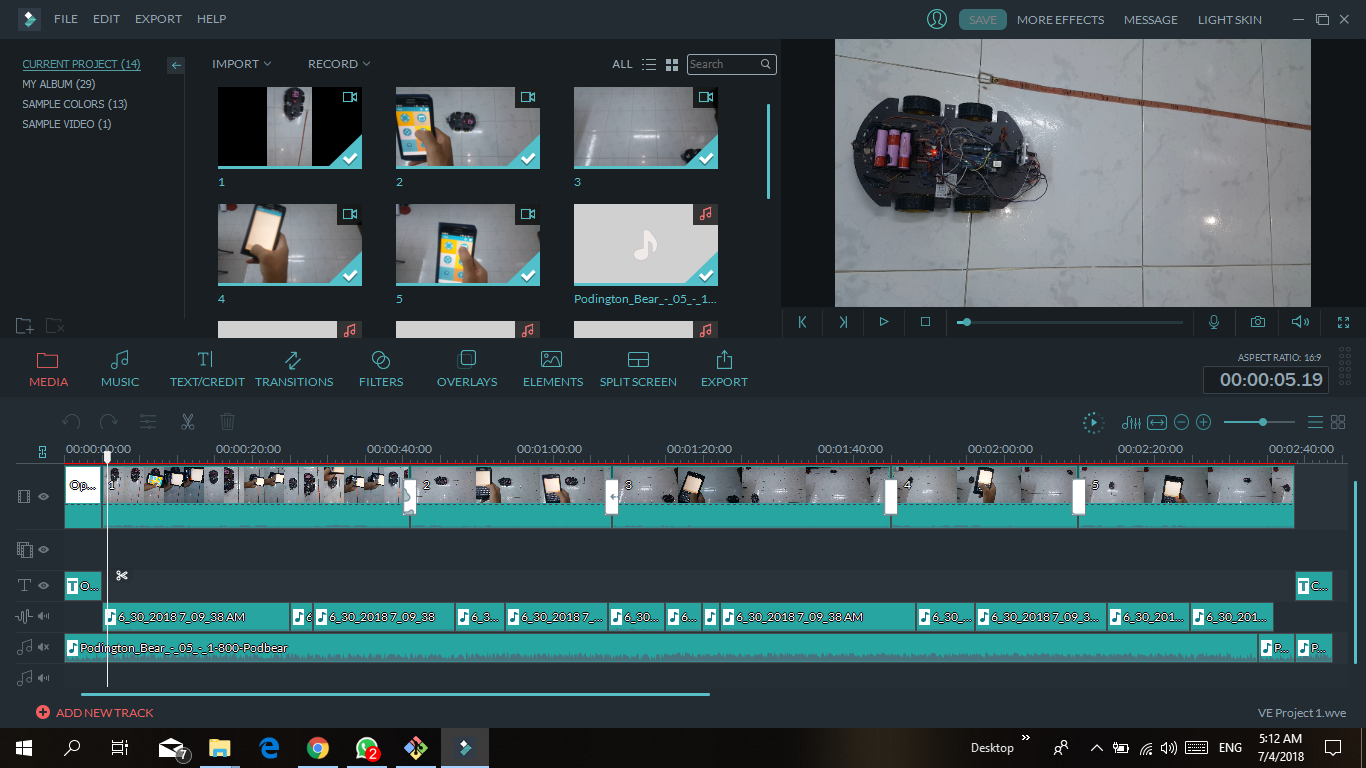 FILE EDIT EXPORT HELP
SAVE MORE EFFECTS MESSAGE LIGHT SKIN
CURRENT PROJECT (14)
MY ALBUM (29)
SAMPLE COLORS (13)
SAMPLE VIDEO (1)
IMPORT RECORD ALL Search
1 2 3
4 5 Podington_Bear_-_05_-_1...
MEDIA MUSIC TEXT/CREDIT TRANSITIONS FILTERS OVERLAYS ELEMENTS SPLIT SCREEN EXPORT
ASPECT RATIO: 16:9
00:00:05.19
00:00:00:00 00:00:20:00 00:00:40:00 00:01:00:00 00:01:20:00 00:01:40:00 00:02:00:00 00:02:20:00 00:02:40:00
Op... 1 2 3 4 5
T O... T C...
6_30_2018 7_09_38 AM 6 6_30_2018 7_09_38 6_3... 6_30_2018 7_... 6_30... 6... 6_30_2018 7_09_38 AM 6_30_... 6_30_2018 7_09_3... 6_30_201... 6_30_201...
Podington_Bear_-_05_-_1-800-Podbear P... P...
ADD NEW TRACK
VE Project 1.wve
7 2 Desktop ENG
5:12 AM
7/4/2018